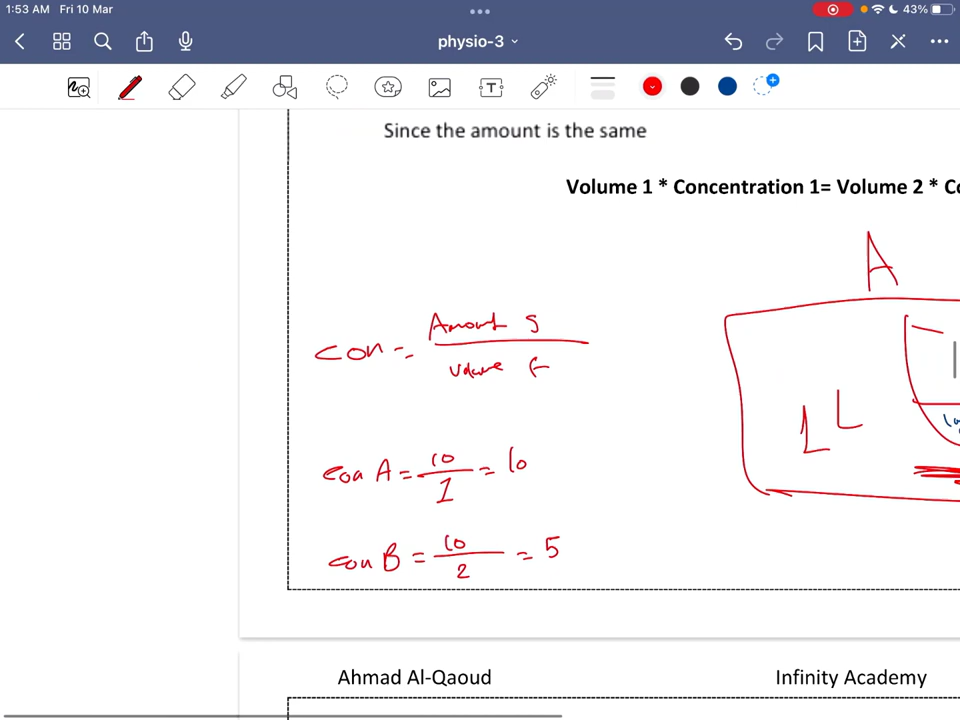 1:53 AM Fri 10 Mar 43%
physio-3
T
Since the amount is the same
Volume 1 * Concentration 1= Volume 2 * Co
A
con = Amount
Volume
1 L
con A = 10 / 1 = 10
con B = 10 / 2 = 5
Ahmad Al-Qaoud Infinity Academy